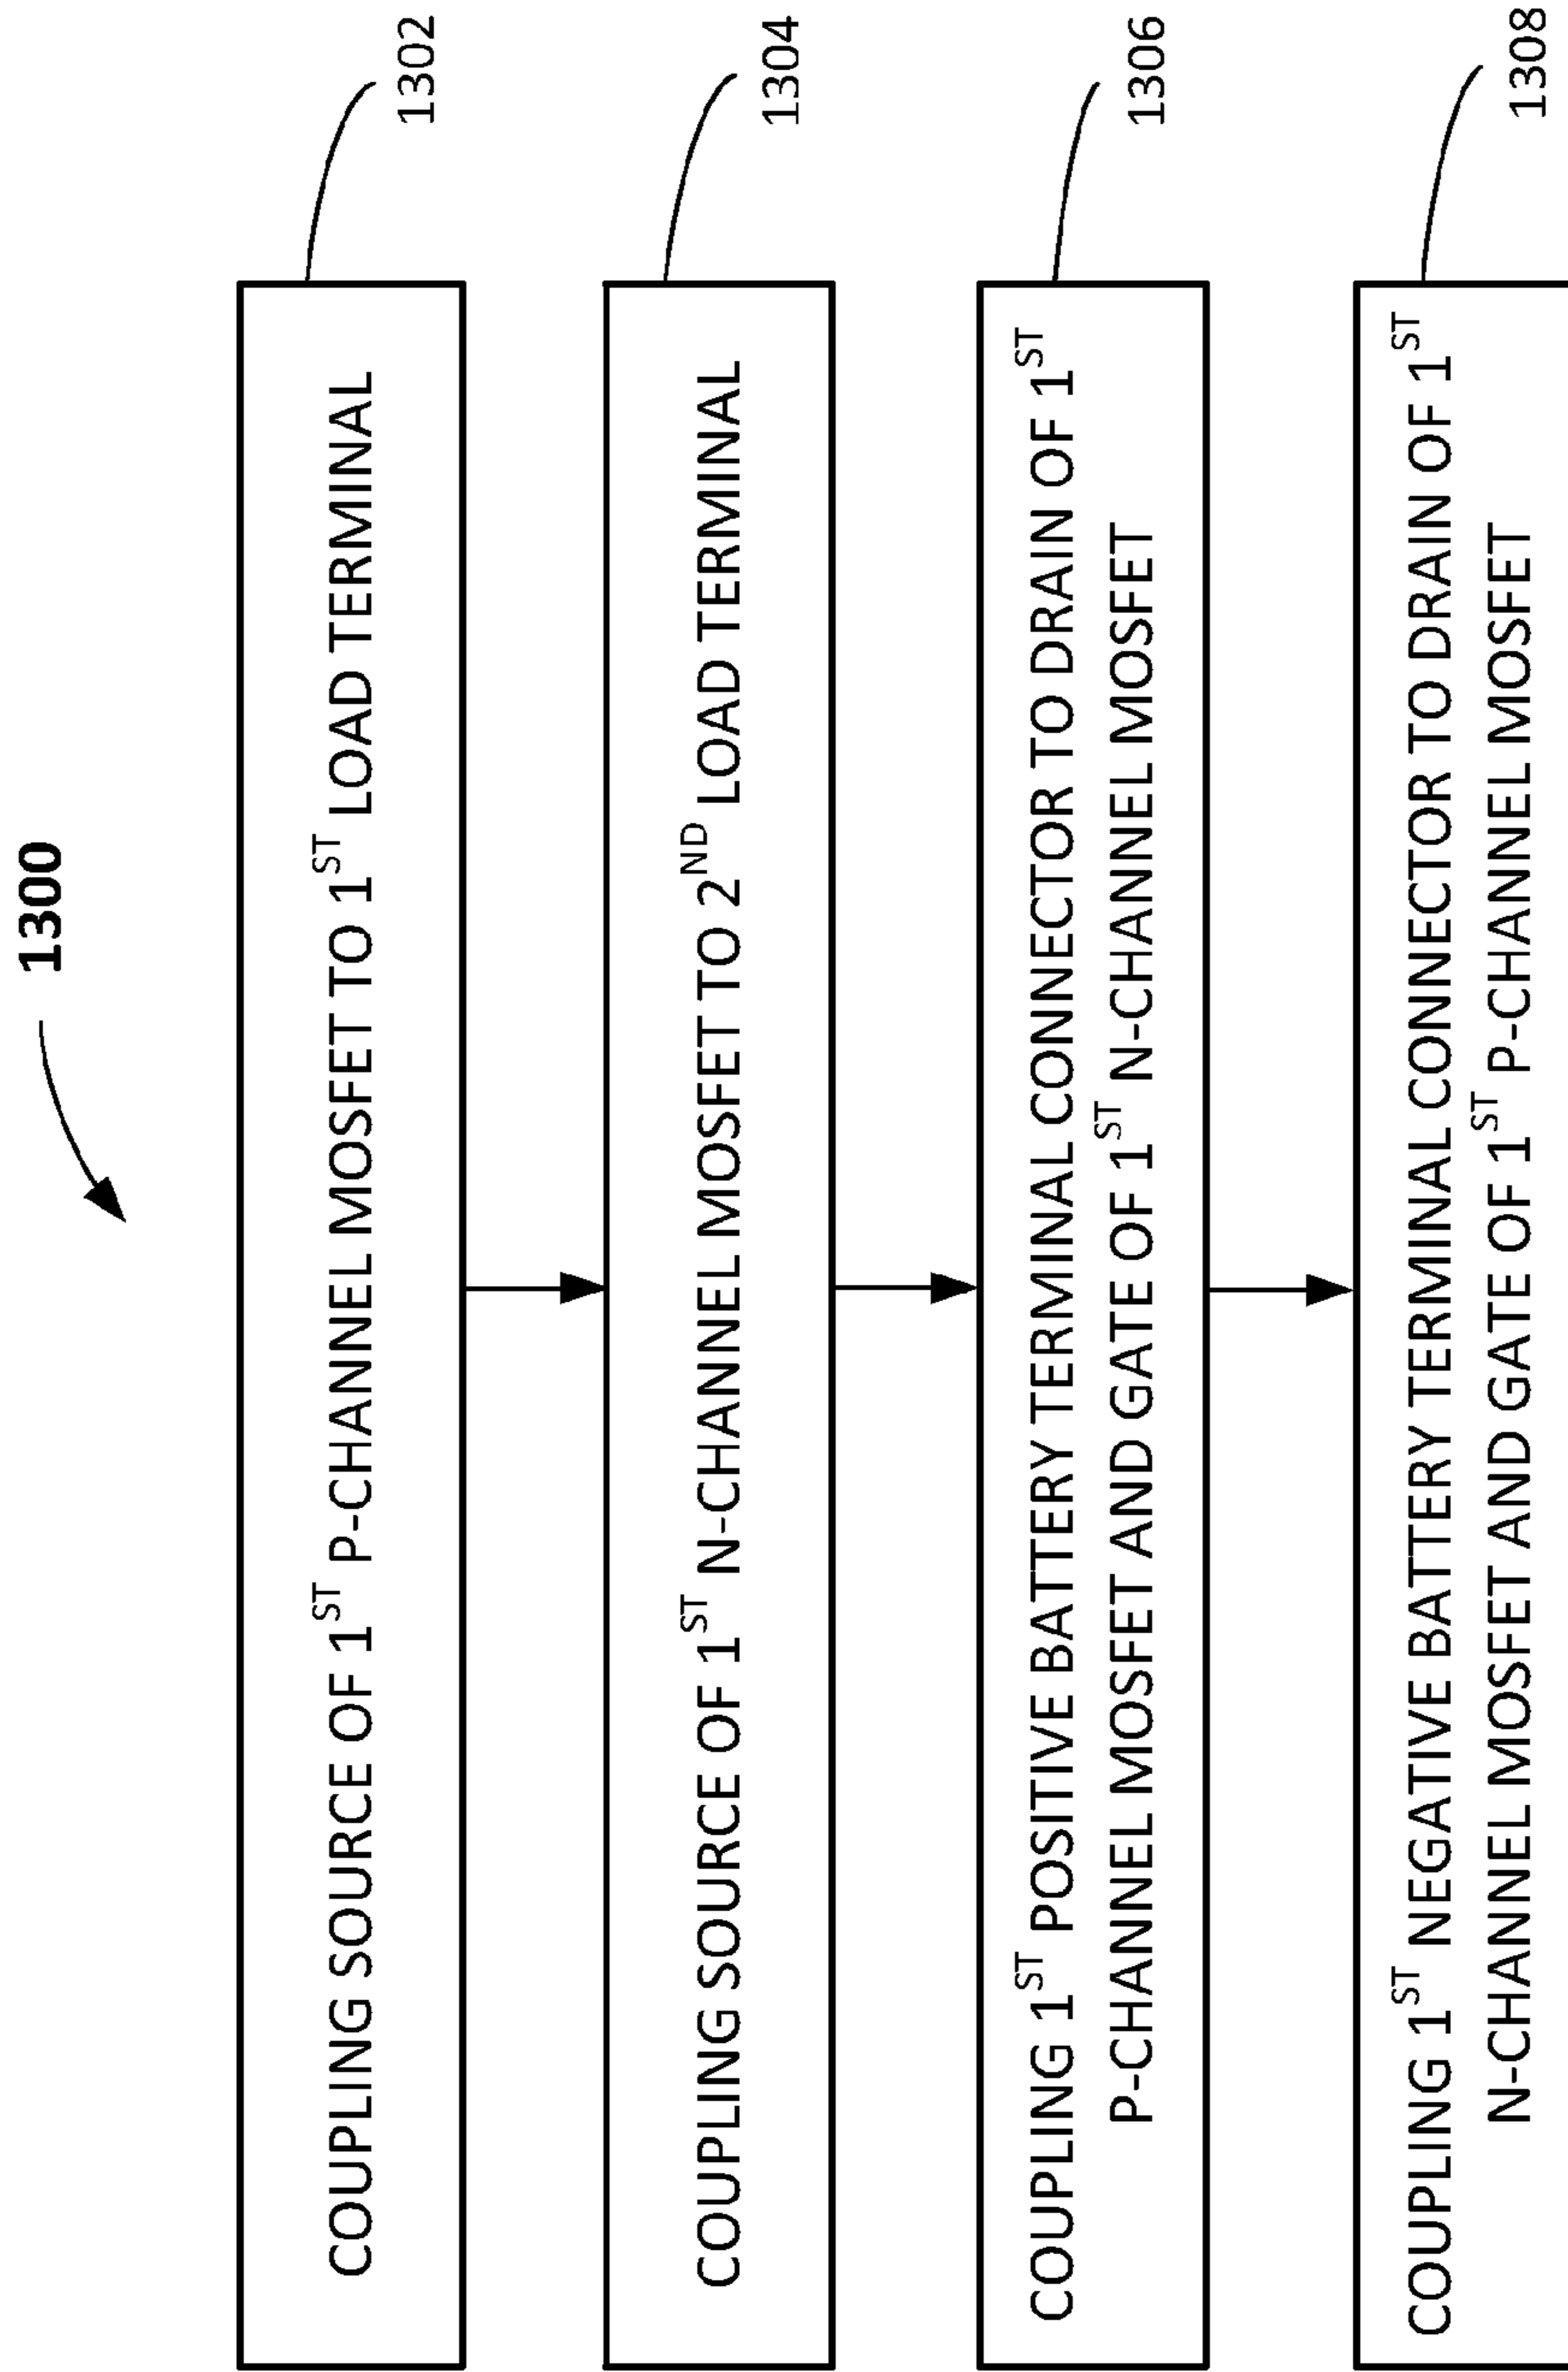 1300
COUPLING SOURCE OF 1ST P-CHANNEL MOSFET TO 1ST LOAD TERMINAL
1302
COUPLING SOURCE OF 1ST N-CHANNEL MOSFET TO 2ND LOAD TERMINAL
1304
COUPLING 1ST POSITIVE BATTERY TERMINAL CONNECTOR TO DRAIN OF 1ST
P-CHANNEL MOSFET AND GATE OF 1ST N-CHANNEL MOSFET
1306
COUPLING 1ST NEGATIVE BATTERY TERMINAL CONNECTOR TO DRAIN OF 1ST
N-CHANNEL MOSFET AND GATE OF 1ST P-CHANNEL MOSFET
1308